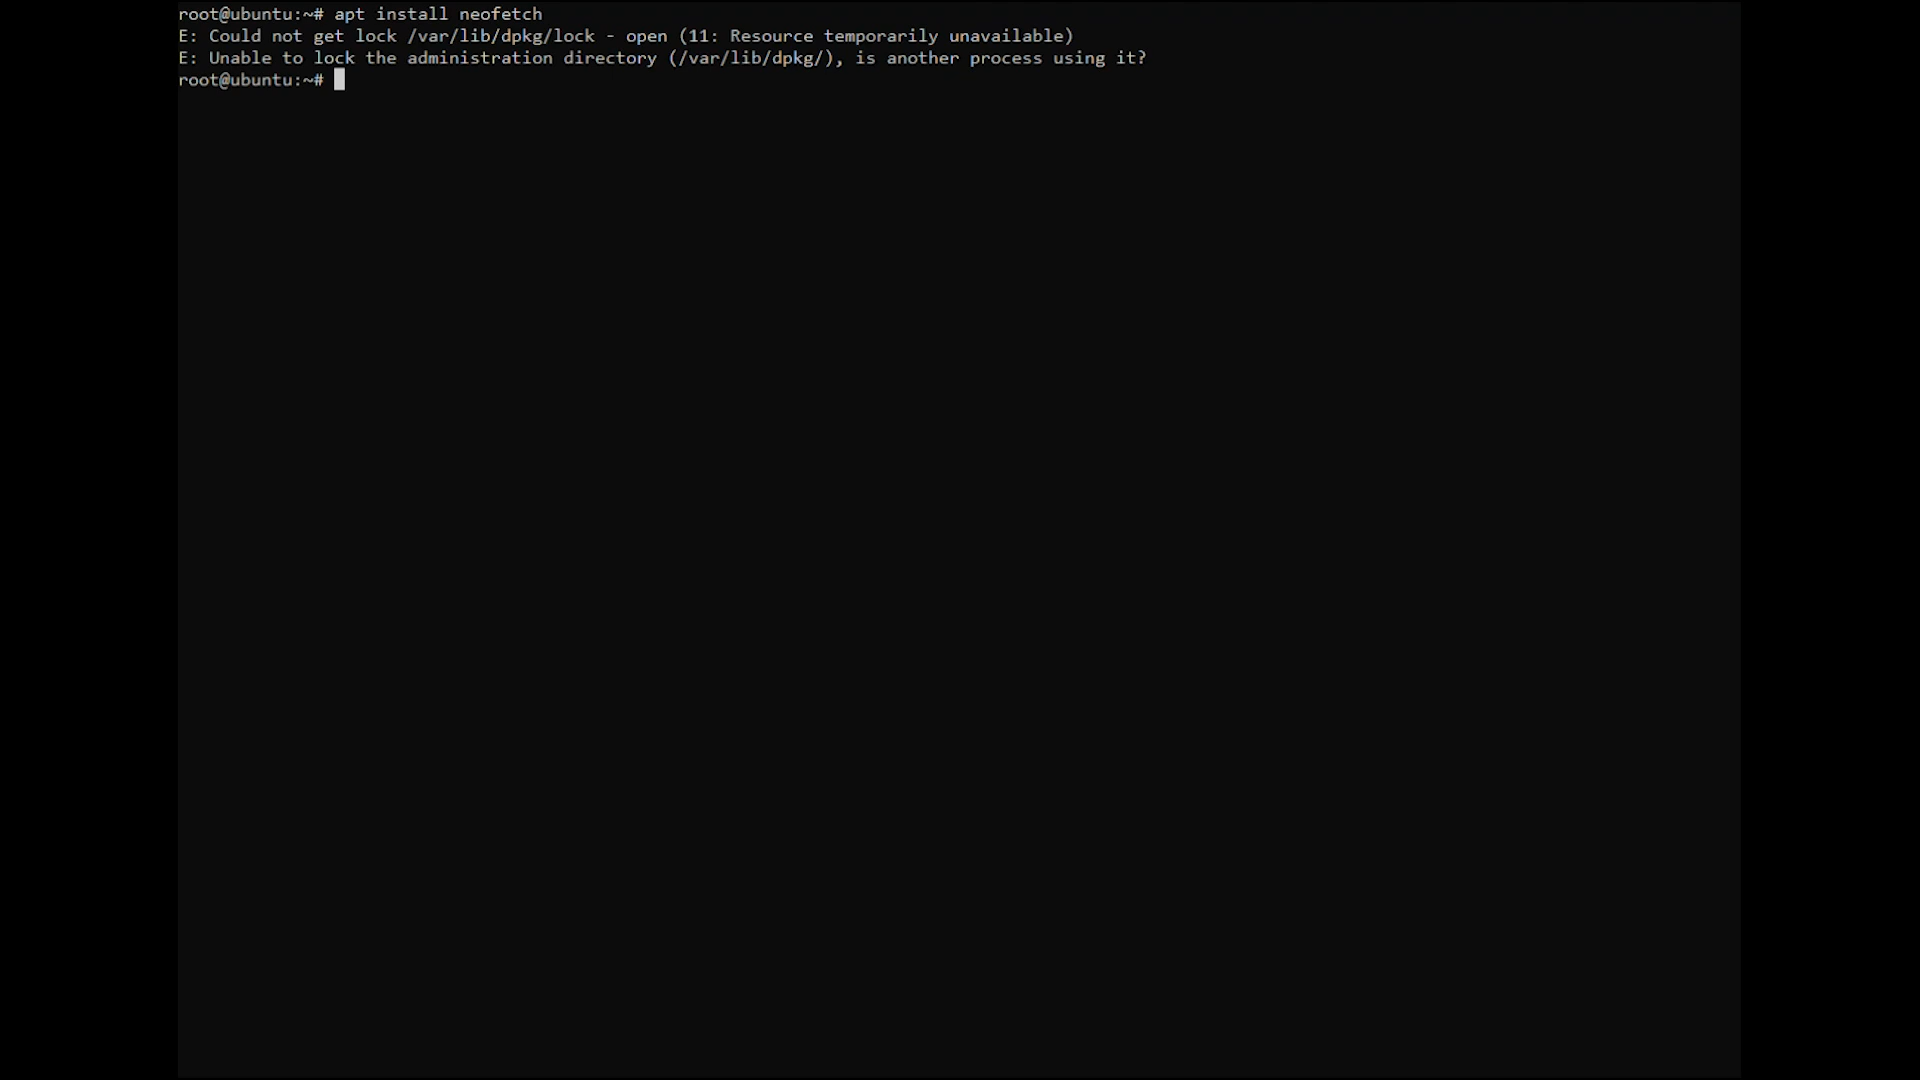 root@ubuntu:~# apt install neofetch
E: Could not get lock /var/lib/dpkg/lock - open (11: Resource temporarily unavailable)
E: Unable to lock the administration directory (/var/lib/dpkg/), is another process using it?
root@ubuntu:~#